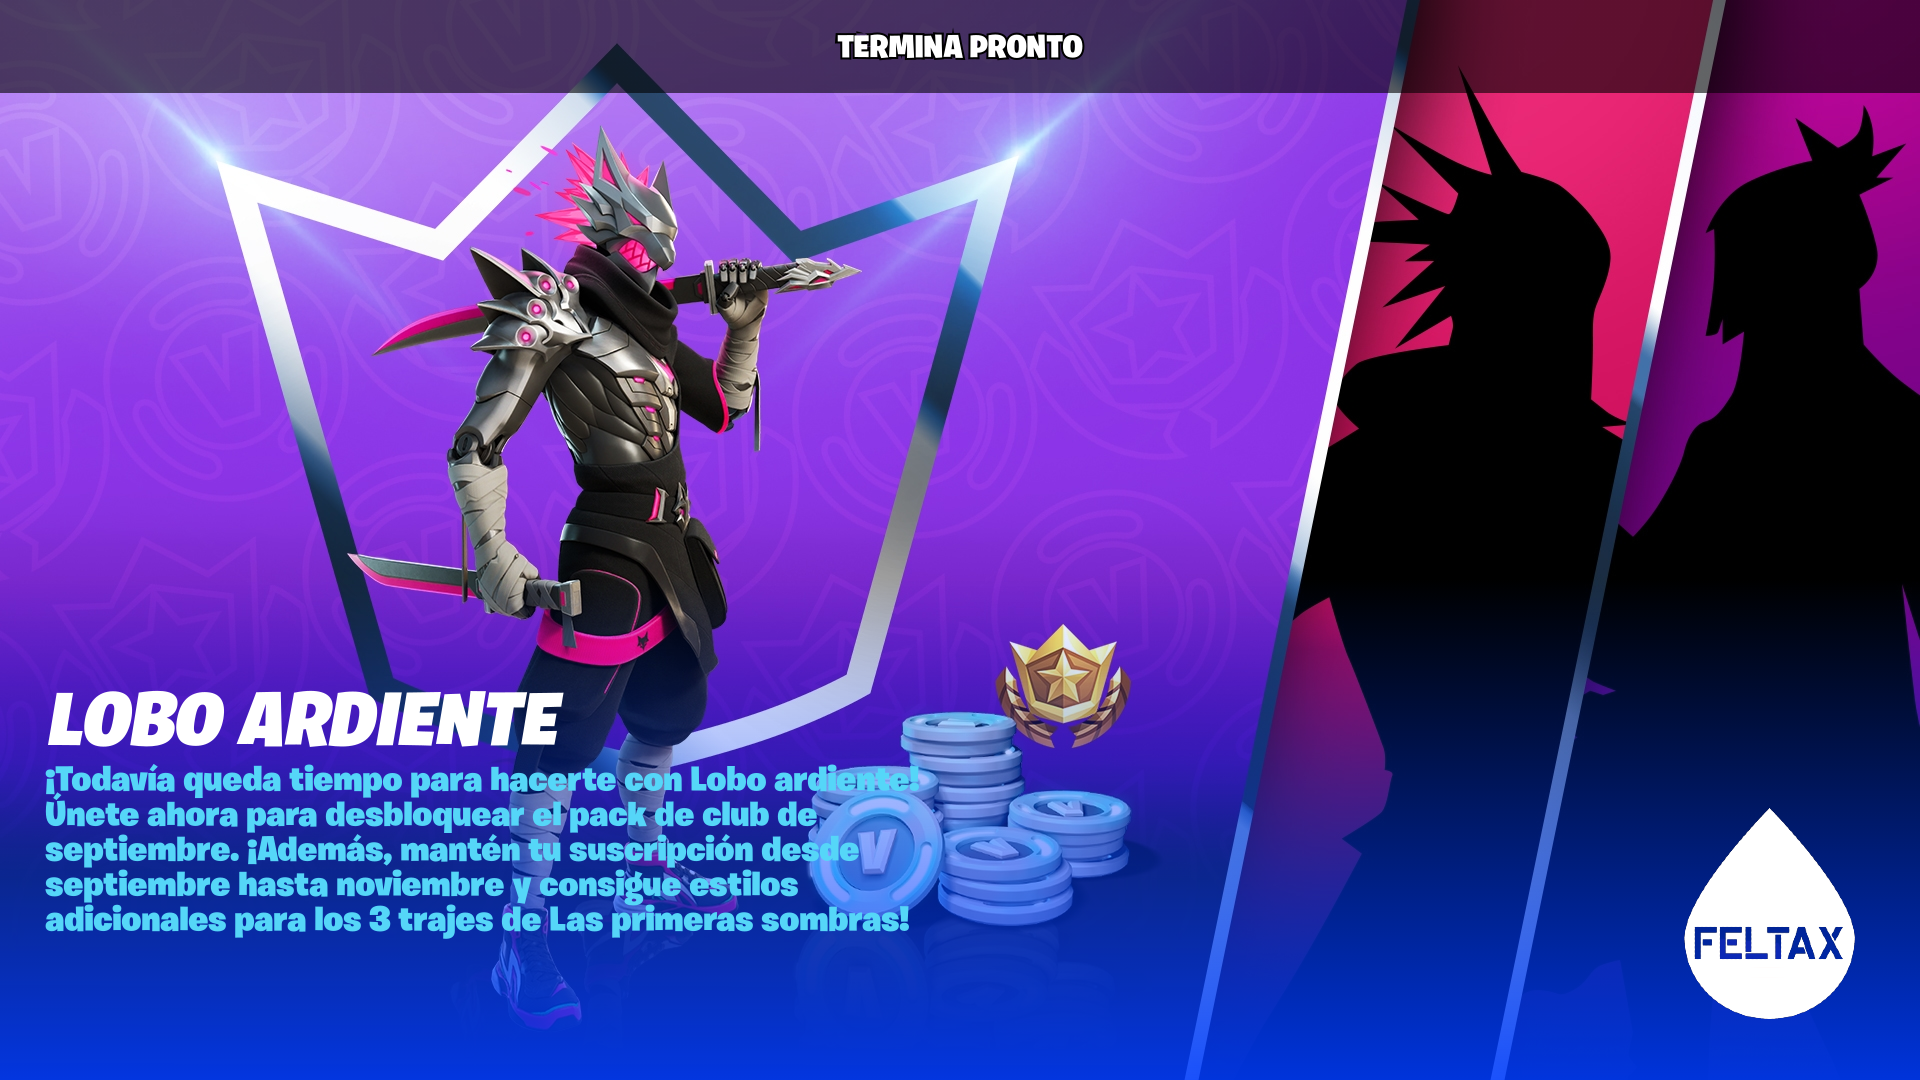 TERMINA PRONTO
LOBO ARDIENTE
¡Todavía queda tiempo para hacerte con Lobo ardiente!
Únete ahora para desbloquear el pack de club de
septiembre. ¡Además, mantén tu suscripción desde
septiembre hasta noviembre y consigue estilos
adicionales para los 3 trajes de Las primeras sombras!
V
FELTAX